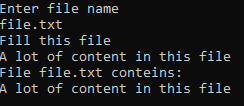 Enter file name
file.txt
Fill this file
A lot of content in this file
File file.txt conteins:
A lot of content in this file